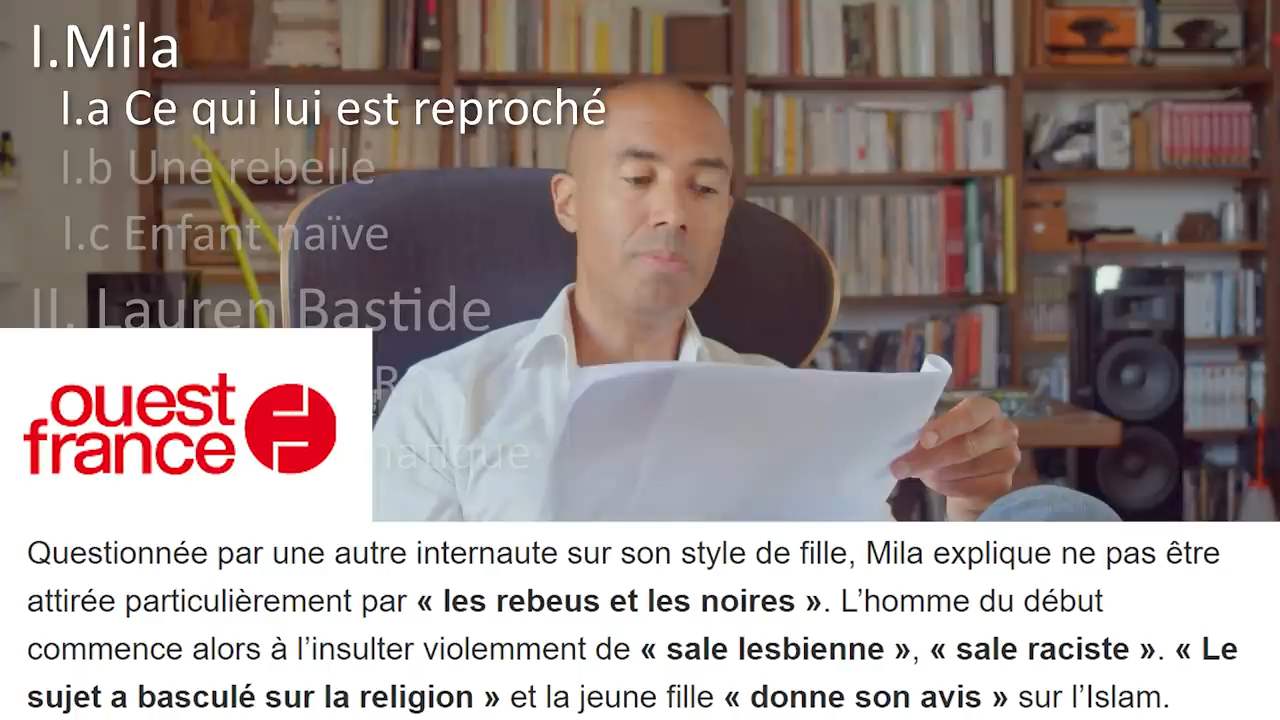 I.Mila
I.a Ce qui lui est reproché
I.b Une rebelle
I.c Enfant naïve
II. Lauren Bastide
ouest
france
Questionnée par une autre internaute sur son style de fille, Mila explique ne pas être
attirée particulièrement par « les rebeus et les noires ». L’homme du début
commence alors à l’insulter violemment de « sale lesbienne », « sale raciste ». « Le
sujet a basculé sur la religion » et la jeune fille « donne son avis » sur l’Islam.